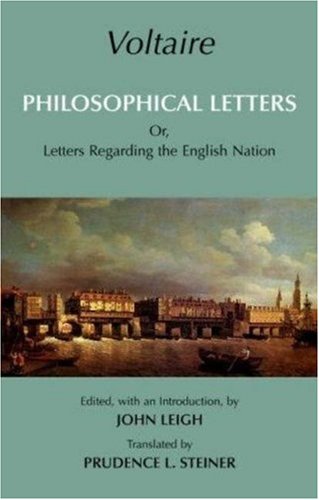 Voltaire
PHILOSOPHICAL LETTERS
Or,
Letters Regarding the English Nation
Edited, with an Introduction, by
JOHN LEIGH
Translated by
PRUDENCE L. STEINER